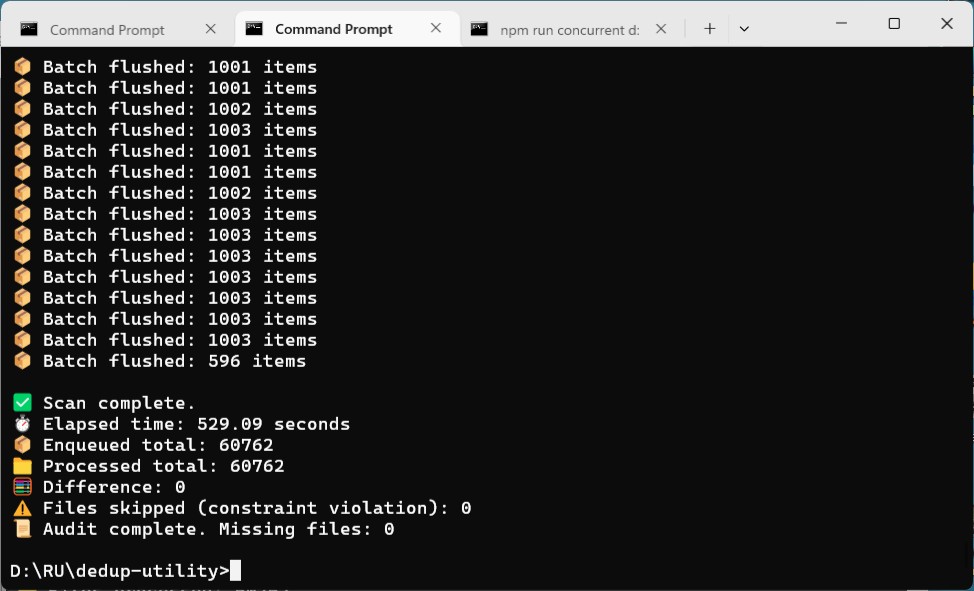 Command Prompt
Command Prompt
npm run concurrent d:
Batch flushed: 1001 items
Batch flushed: 1001 items
Batch flushed: 1002 items
Batch flushed: 1003 items
Batch flushed: 1001 items
Batch flushed: 1001 items
Batch flushed: 1002 items
Batch flushed: 1003 items
Batch flushed: 1003 items
Batch flushed: 1003 items
Batch flushed: 1003 items
Batch flushed: 1003 items
Batch flushed: 1003 items
Batch flushed: 1003 items
Batch flushed: 596 items
Scan complete.
Elapsed time: 529.09 seconds
Enqueued total: 60762
Processed total: 60762
Difference: 0
Files skipped (constraint violation): 0
Audit complete. Missing files: 0
D:\RU\dedup-utility>